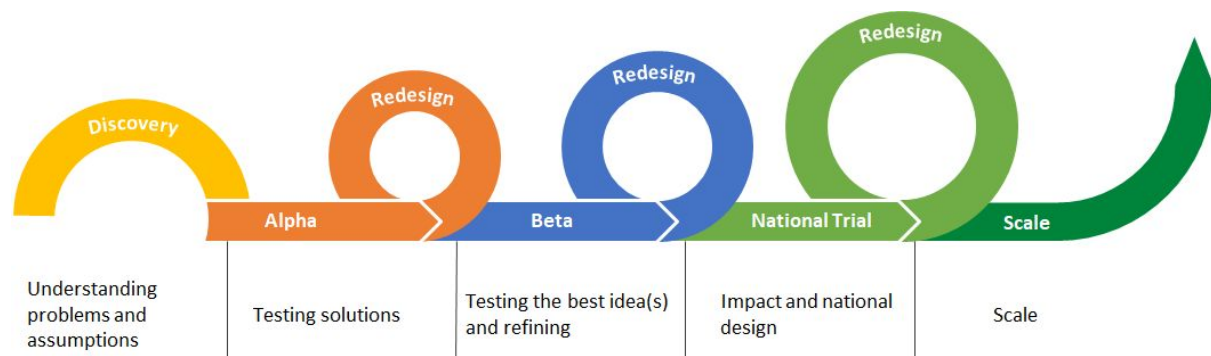 Discovery
Redesign
Redesign
Redesign
Alpha
Beta
National Trial
Scale
Understanding
problems and
assumptions
Testing solutions
Testing the best idea(s)
and refining
Impact and national
design
Scale